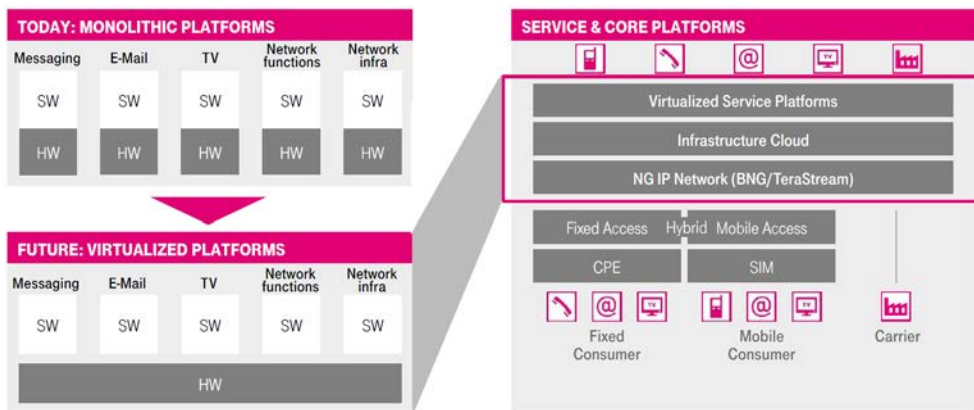 TODAY: MONOLITHIC PLATFORMS
Messaging
E-Mail
TV
Network
functions
Network
infra
SW
SW
SW
SW
SW
HW
HW
HW
HW
HW
FUTURE: VIRTUALIZED PLATFORMS
Messaging
E-Mail
TV
Network
functions
Network
infra
SW
SW
SW
SW
SW
HW
SERVICE & CORE PLATFORMS
@
TV
Virtualized Service Platforms
Infrastructure Cloud
NG IP Network (BNG/TeraStream)
Fixed Access
Hybrid
Mobile Access
CPE
SIM
@
TV
@
TV
Fixed
Consumer
Mobile
Consumer
Carrier